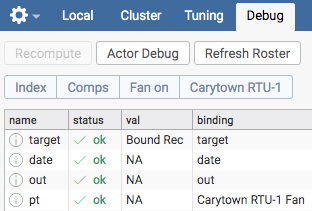 Local Cluster Tuning Debug
Recompute Actor Debug Refresh Roster
Index Comps Fan on Carytown RTU-1
name status val binding
target ok Bound Rec target
date ok NA date
out ok NA out
pt ok NA Carytown RTU-1 Fan